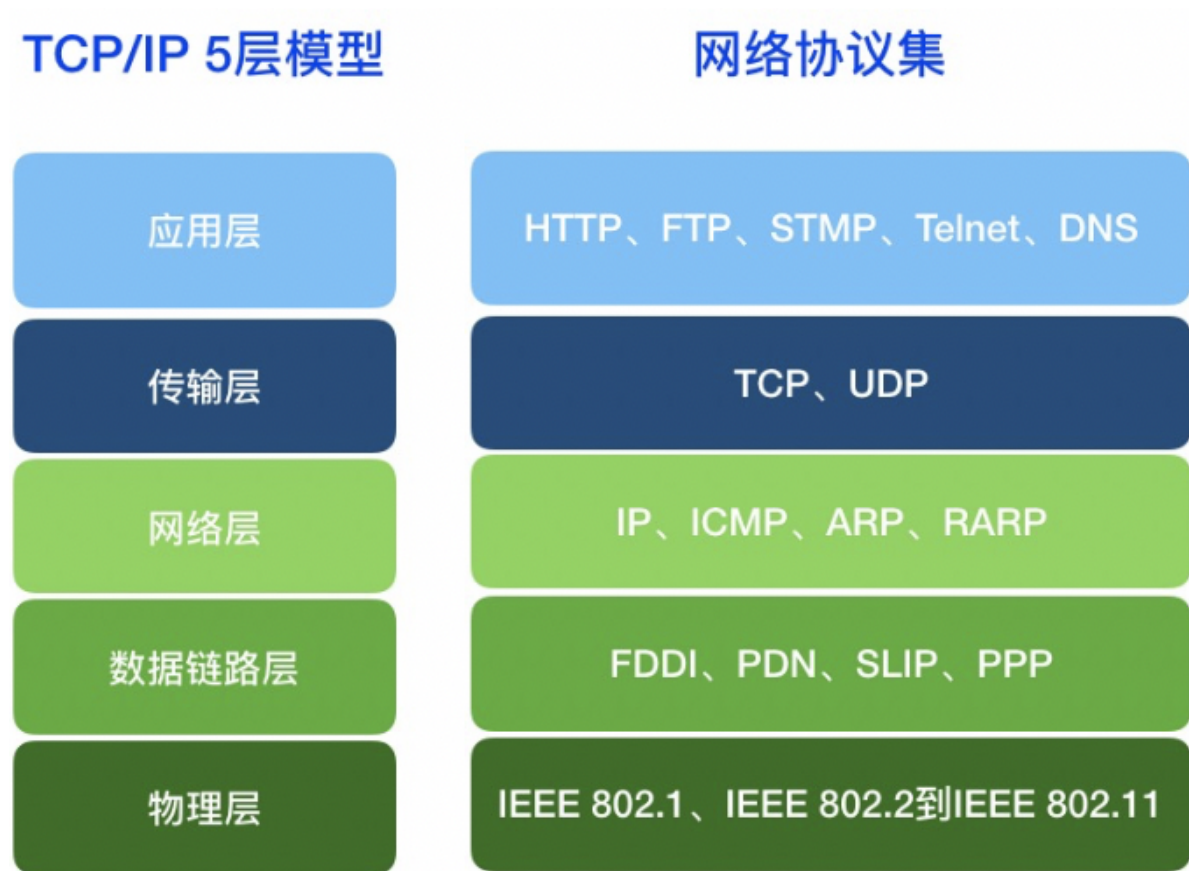 TCP/IP 5层模型 网络协议集
应用层 HTTP、FTP、STMP、Telnet、DNS
传输层 TCP、UDP
网络层 IP、ICMP、ARP、RARP
数据链路层 FDDI、PDN、SLIP、PPP
物理层 IEEE 802.1、IEEE 802.2到IEEE 802.11